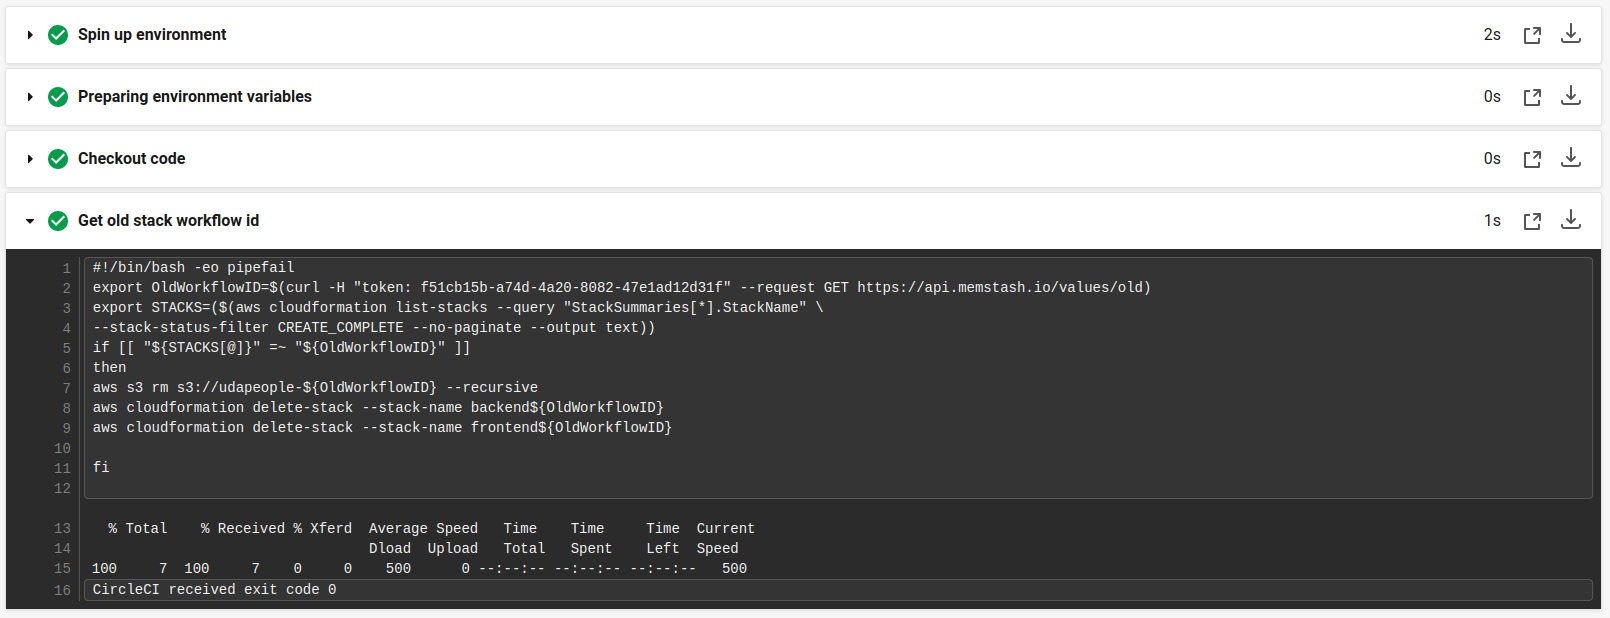 Spin up environment 2s
Preparing environment variables 0s
Checkout code 0s
Get old stack workflow id 1s
1 #!/bin/bash -eo pipefail
2 export OldWorkflowID=$(curl -H "token: f51cb15b-a74d-4a20-8082-47e1ad12d31f" --request GET https://api.memstash.io/values/old)
3 export STACKS=($(aws cloudformation list-stacks --query "StackSummaries[*].StackName" \
4 --stack-status-filter CREATE_COMPLETE --no-paginate --output text))
5 if [[ "${STACKS[@]}" =~ "${OldWorkflowID}" ]]
6 then
7 aws s3 rm s3://udapeople-${OldWorkflowID} --recursive
8 aws cloudformation delete-stack --stack-name backend${OldWorkflowID}
9 aws cloudformation delete-stack --stack-name frontend${OldWorkflowID}
10
11 fi
12
13 % Total % Received % Xferd Average Speed Time Time Time Current
14 Dload Upload Total Spent Left Speed
15 100 7 100 7 0 0 500 0 --:--:-- --:--:-- --:--:-- 500
16 CircleCI received exit code 0